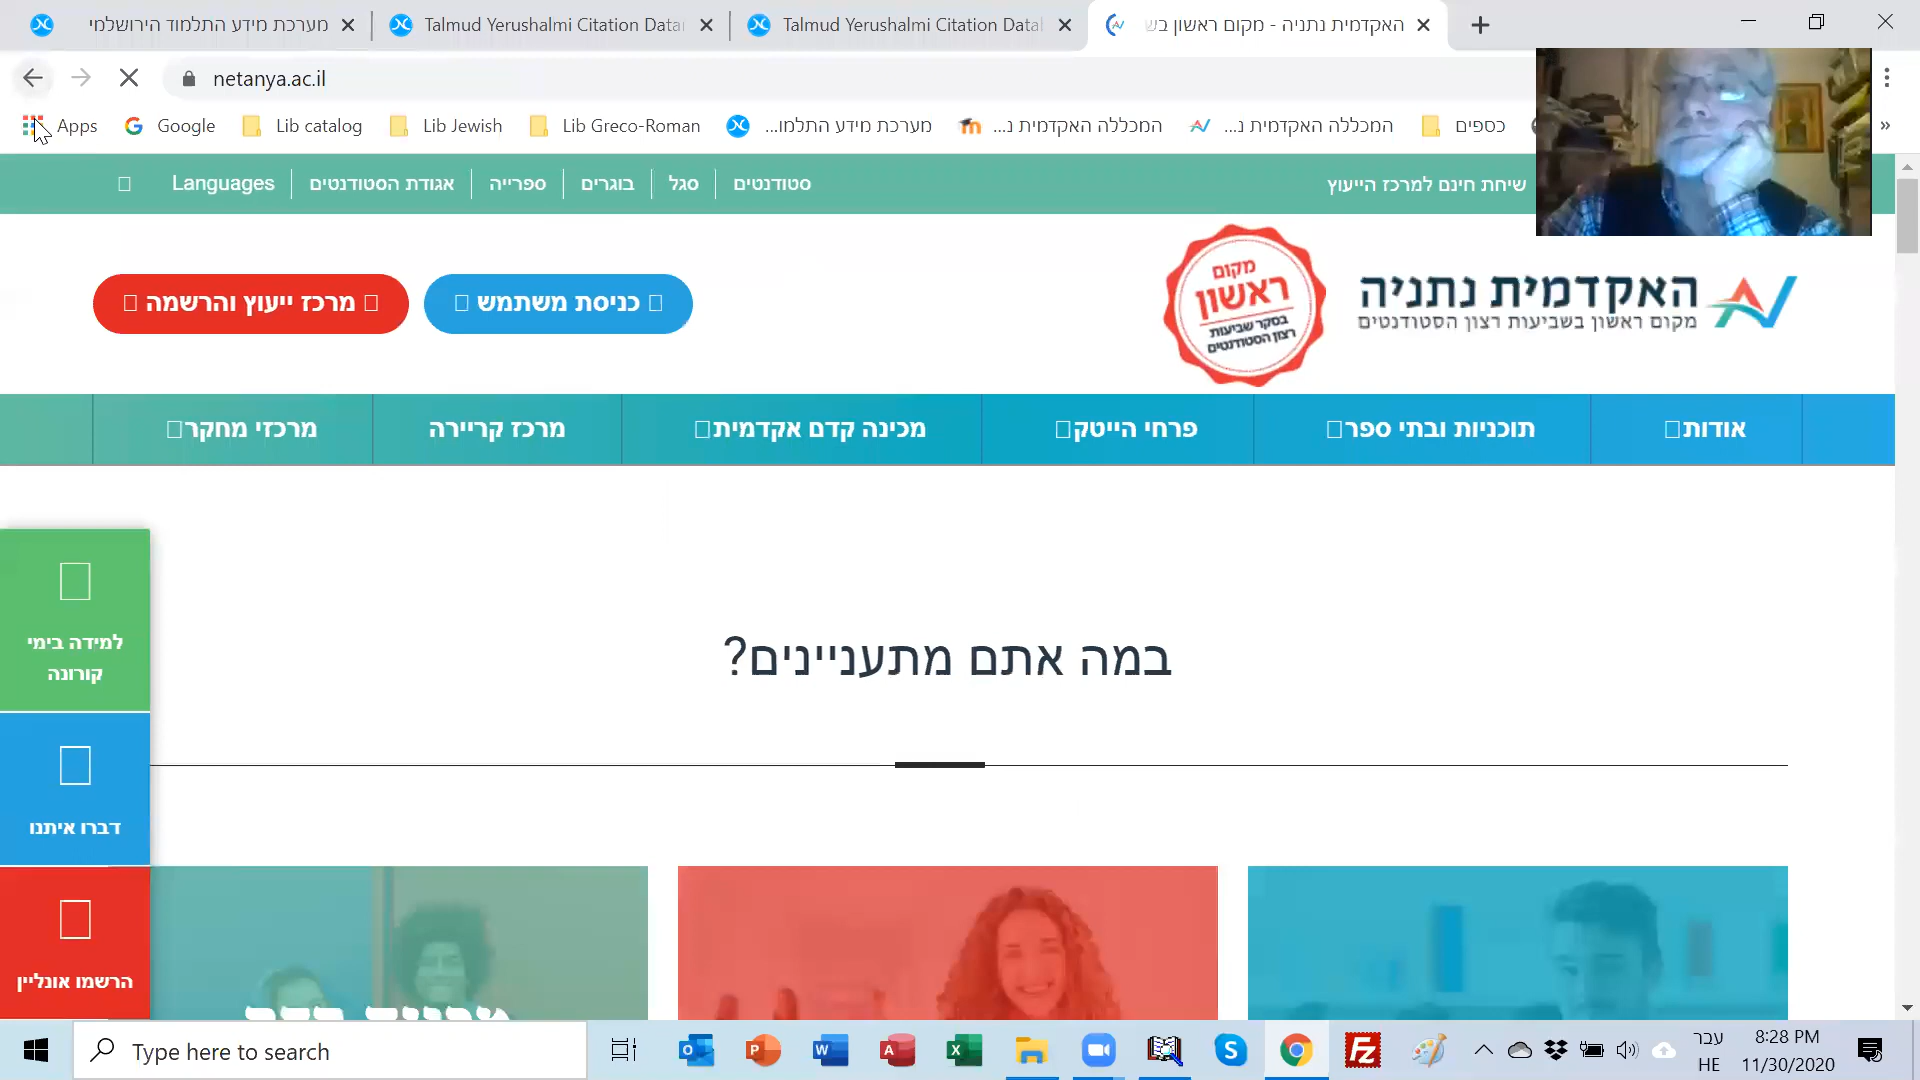 מערכת מידע התלמוד הירושלמי
Talmud Yerushalmi Citation Data
Talmud Yerushalmi Citation Datab
האקדמית נתניה - מקום ראשון בש
netanya.ac.il
Apps
Google
Lib catalog
Lib Jewish
Lib Greco-Roman
מערכת מידע התלמו...
המכללה האקדמית נ...
המכללה האקדמית נ...
כספים
»
שיחת חינם למרכז הייעוץ
סטודנטים
סגל
בוגרים
ספרייה
אגודת הסטודנטים
Languages
האקדמית נתניה
מקום ראשון בשביעות רצון הסטודנטים
מקום
ראשון
בסקר שביעות
רצון הסטודנטים
כניסת משתמש
מרכז ייעוץ והרשמה
אודות
תוכניות ובתי ספר
פרחי הייטק
מכינה קדם אקדמית
מרכז קריירה
מרכזי מחקר
במה אתם מתעניינים?
למידה בימי
קורונה
דברו איתנו
הרשמו אונליין
Type here to search
עבר
HE
8:28 PM
11/30/2020